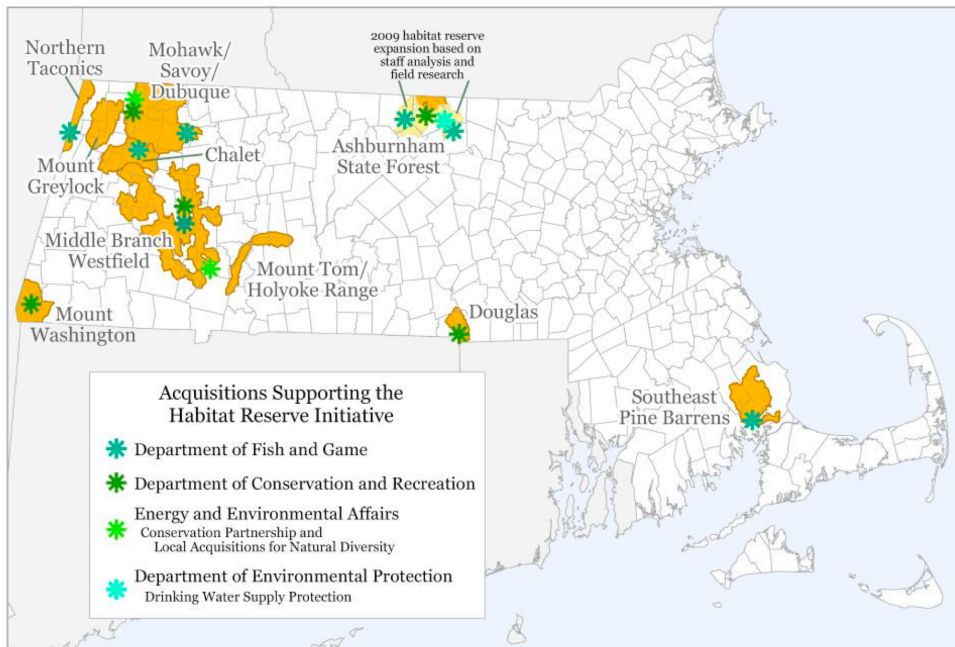 Northern
Taconics
Mohawk/
Savoy/
Dubuque
2009 habitat reserve
expansion based on
staff analysis and
field research
Mount
Greylock
Chalet
Ashburnham
State Forest
Middle Branch
Westfield
Mount Tom/
Holyoke Range
Mount
Washington
Douglas
Southeast
Pine Barrens
Acquisitions Supporting the
Habitat Reserve Initiative
Department of Fish and Game
Department of Conservation and Recreation
Energy and Environmental Affairs
Conservation Partnership and
Local Acquisitions for Natural Diversity
Department of Environmental Protection
Drinking Water Supply Protection